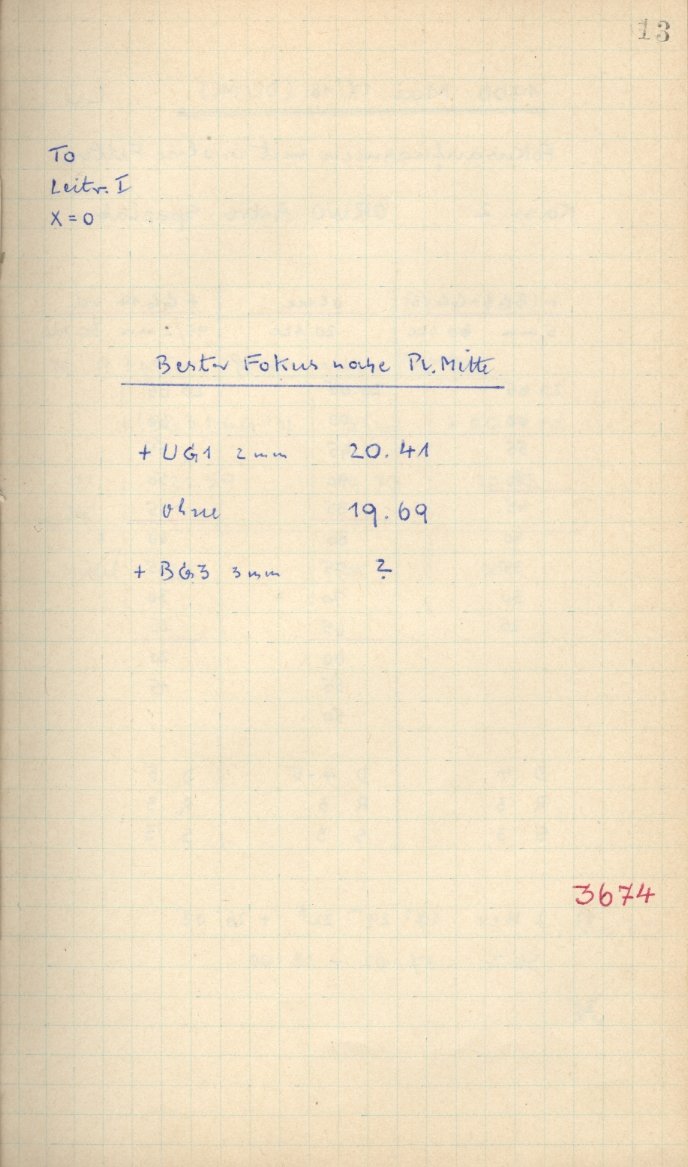 13
To
Leitr. I
X = 0
Bester Fokus nahe Pl. Mitte
+ UG1 2mm 20.41
ohne 19.69
+ BG3 3mm ?
3674